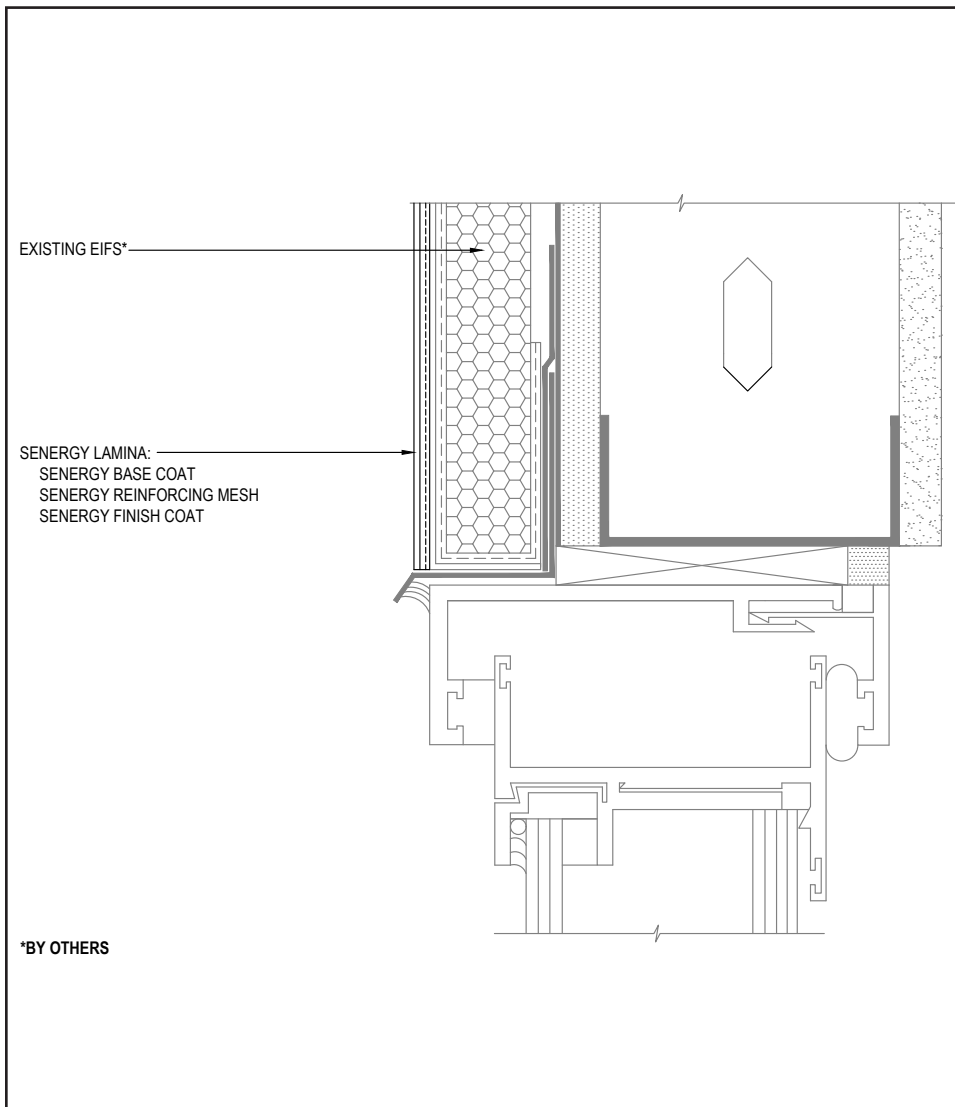 EXISTING EIFS*
SENERGY LAMINA:
SENERGY BASE COAT
SENERGY REINFORCING MESH
SENERGY FINISH COAT
*BY OTHERS